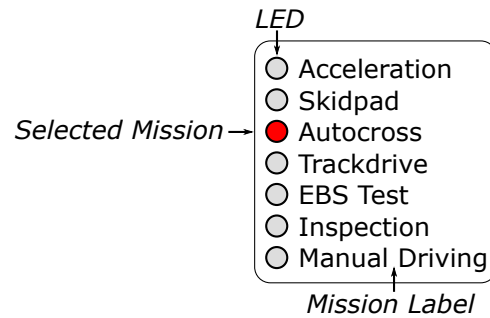 LED
Acceleration
Skidpad
Selected Mission
Autocross
Trackdrive
EBS Test
Inspection
Manual Driving
Mission Label